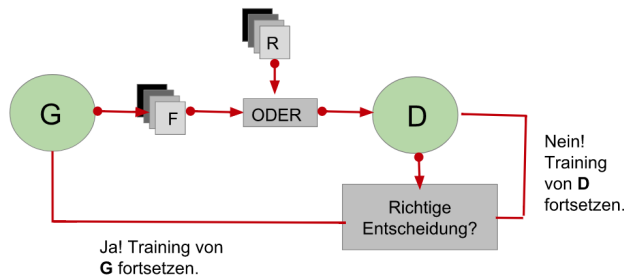 R
G
F
ODER
D
Nein!
Training
von D
fortsetzen.
Richtige
Entscheidung?
Ja! Training von
G fortsetzen.